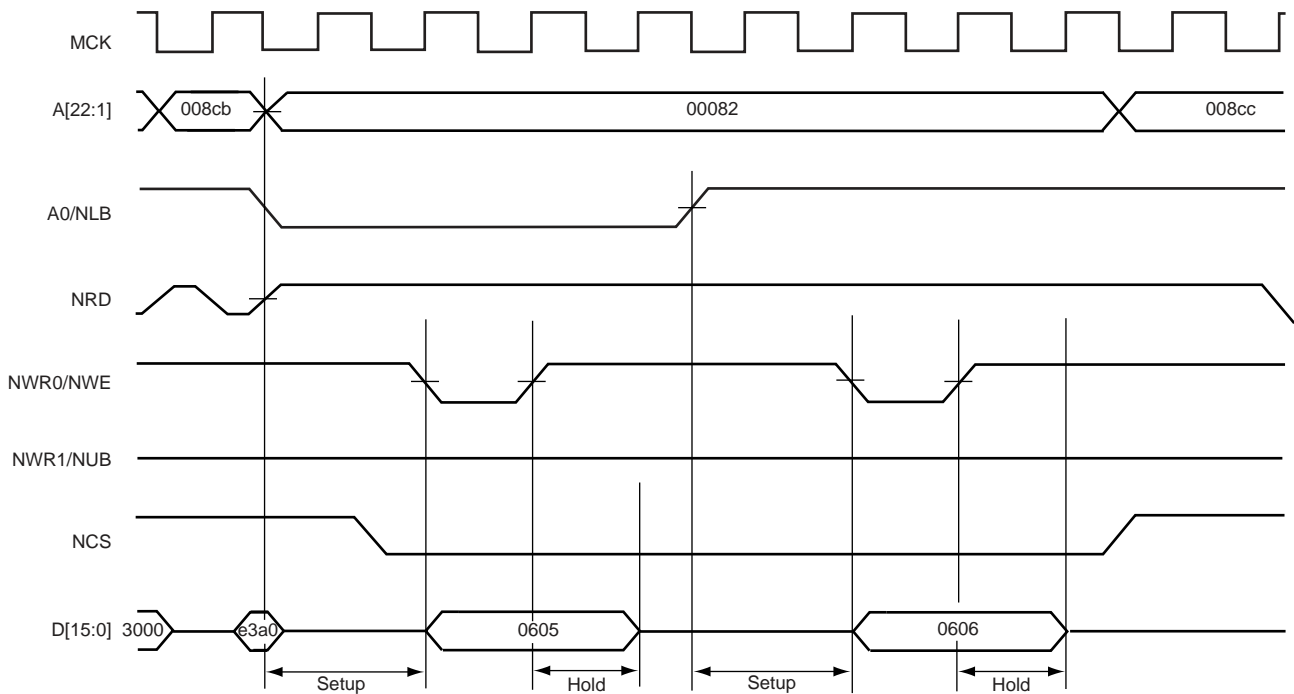 MCK
A[22:1] 008cb 00082 008cc
A0/NLB
NRD
NWR0/NWE
NWR1/NUB
NCS
D[15:0] 3000 e3a0 0605 0606
Setup Hold Setup Hold